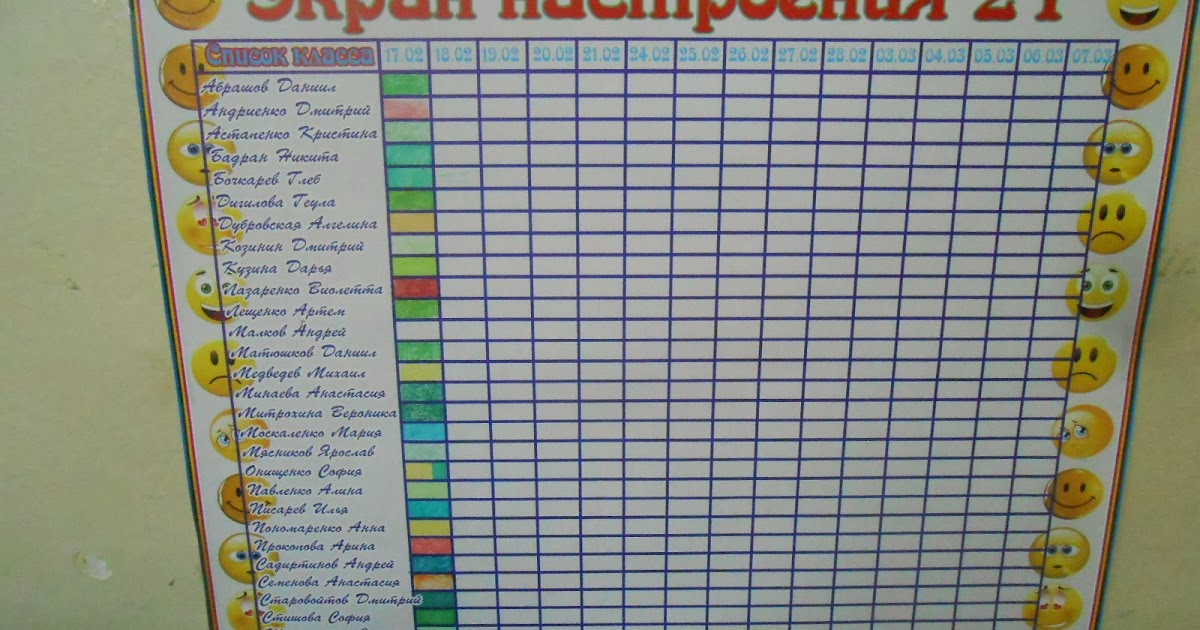 Экран настроения 2 г
Список класса 17.02 18.02 19.02 20.02 21.02 24.02 25.02 26.02 27.02 28.02 03.03 04.03 05.03 06.03 07.03
Абрашов Даниил
Андриенко Дмитрий
Астапенко Кристина
Бадран Никита
Бочкарев Глеб
Дигилова Геула
Дубровская Алгелина
Козинин Дмитрий
Кузина Дарья
Лазаренко Виолетта
Лещенко Артем
Малков Андрей
Матюшков Даниил
Медведев Михаил
Минаева Анастасия
Митрохина Вероника
Москаленко Мария
Мясников Ярослав
Онищенко София
Павленко Алина
Писарев Илья
Пономаренко Анна
Прокопова Арина
Садиртинов Андрей
Семенова Анастасия
Старовойтов Дмитрий
Стишова София